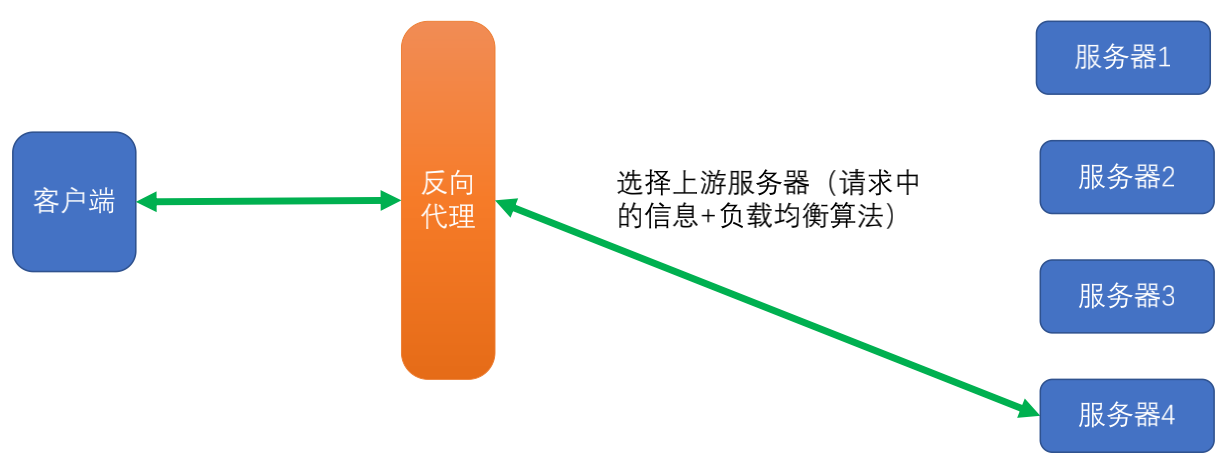 服务器1
服务器2
服务器3
服务器4
客户端
反向
代理
选择上游服务器（请求中
的信息+负载均衡算法）